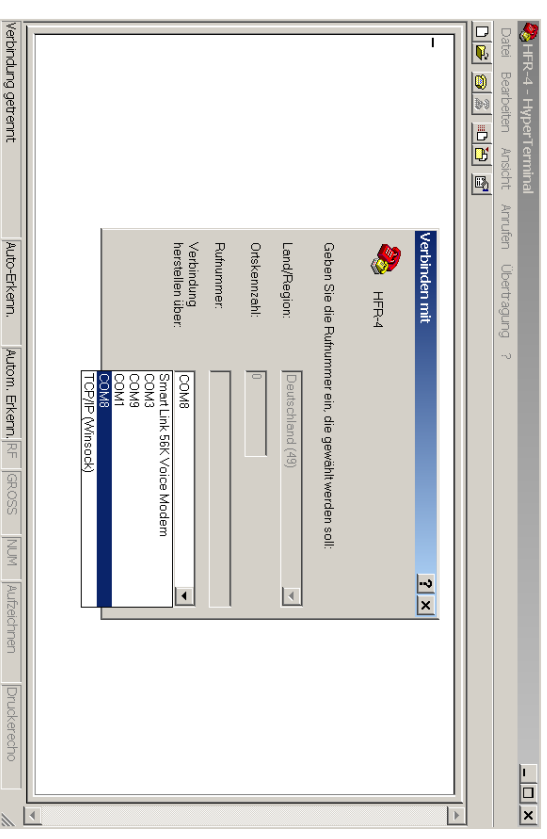 HFR-4 - HyperTerminal
Datei Bearbeiten Ansicht Anrufen Übertragung ?
Verbinden mit
HFR-4
Geben Sie die Rufnummer ein, die gewählt werden soll:
Land/Region: Deutschland (49)
Ortskennzahl: 0
Rufnummer:
Verbindung
herstellen über: COM8
Smart Link 56K Voice Modem
COM3
COM9
COM1
COM8
TCP/IP (Winsock)
Verbindung getrennt Auto-Erkenn. Autom. Erkenn. RF GROSS NUM Aufzeichnen Druckerecho